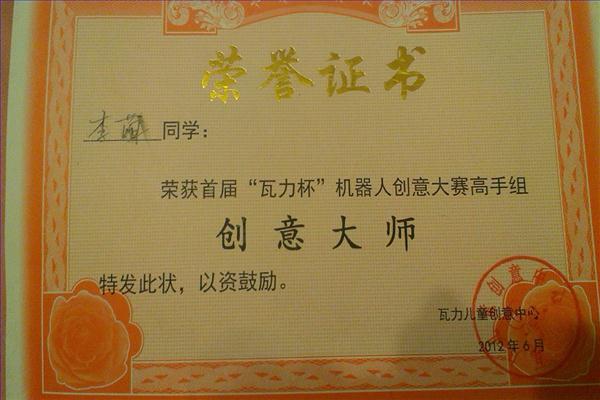 荣誉证书
李 同学：
荣获首届“瓦力杯”机器人创意大赛高手组
创意大师
特发此状，以资鼓励。
瓦力儿童创意中心
2012年6月